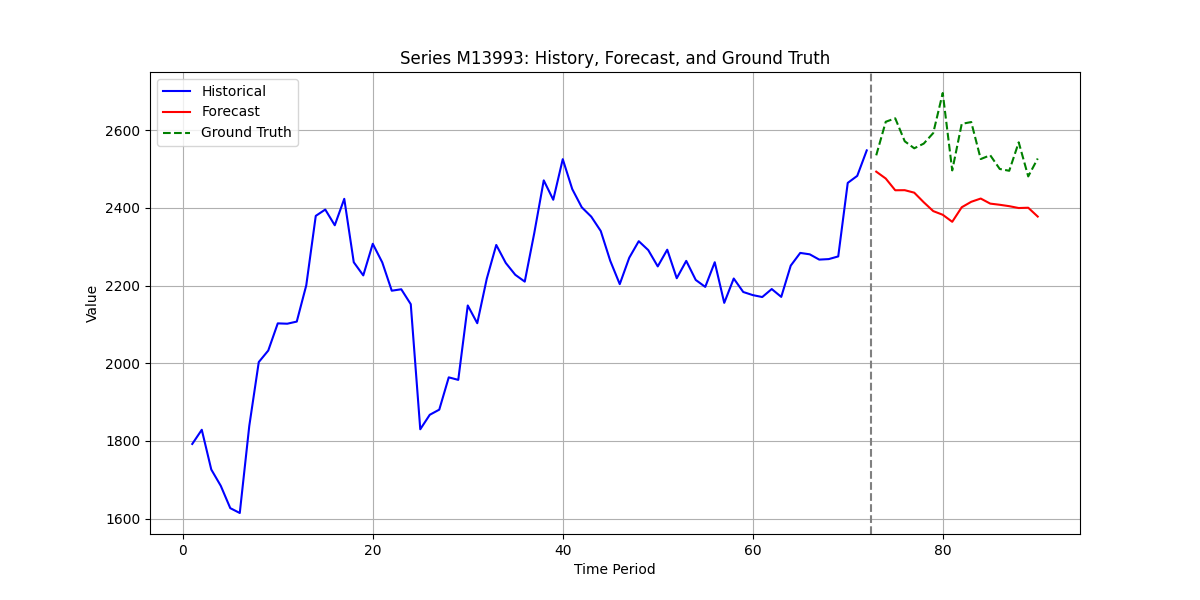 Series M13993: History, Forecast, and Ground Truth
Historical
Forecast
Ground Truth
2600
2400
2200
2000
1800
1600
Value
0 20 40 60 80
Time Period